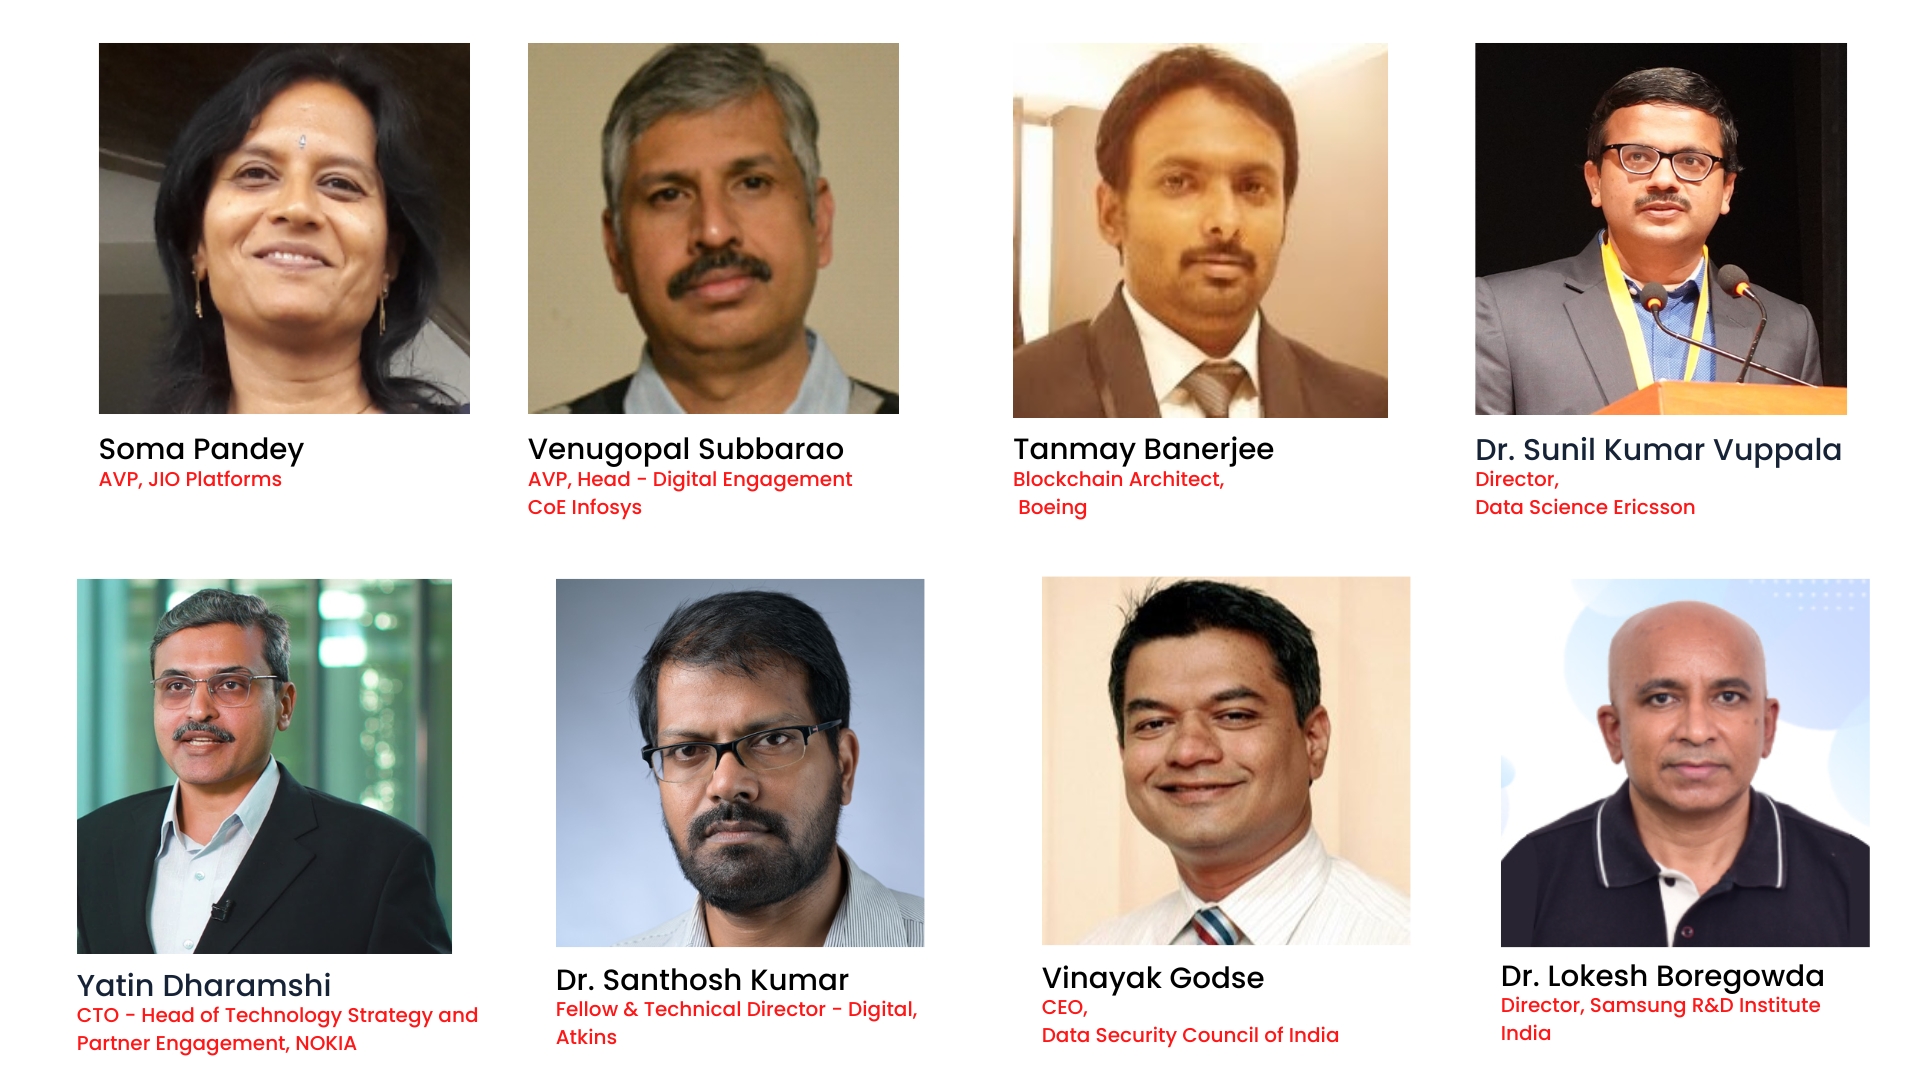 Soma Pandey
AVP, JIO Platforms
Venugopal Subbarao
AVP, Head - Digital Engagement
CoE Infosys
Tanmay Banerjee
Blockchain Architect,
Boeing
Dr. Sunil Kumar Vuppala
Director,
Data Science Ericsson
Yatin Dharamshi
CTO - Head of Technology Strategy and
Partner Engagement, NOKIA
Dr. Santhosh Kumar
Fellow & Technical Director - Digital,
Atkins
Vinayak Godse
CEO,
Data Security Council of India
Dr. Lokesh Boregowda
Director, Samsung R&D Institute
India